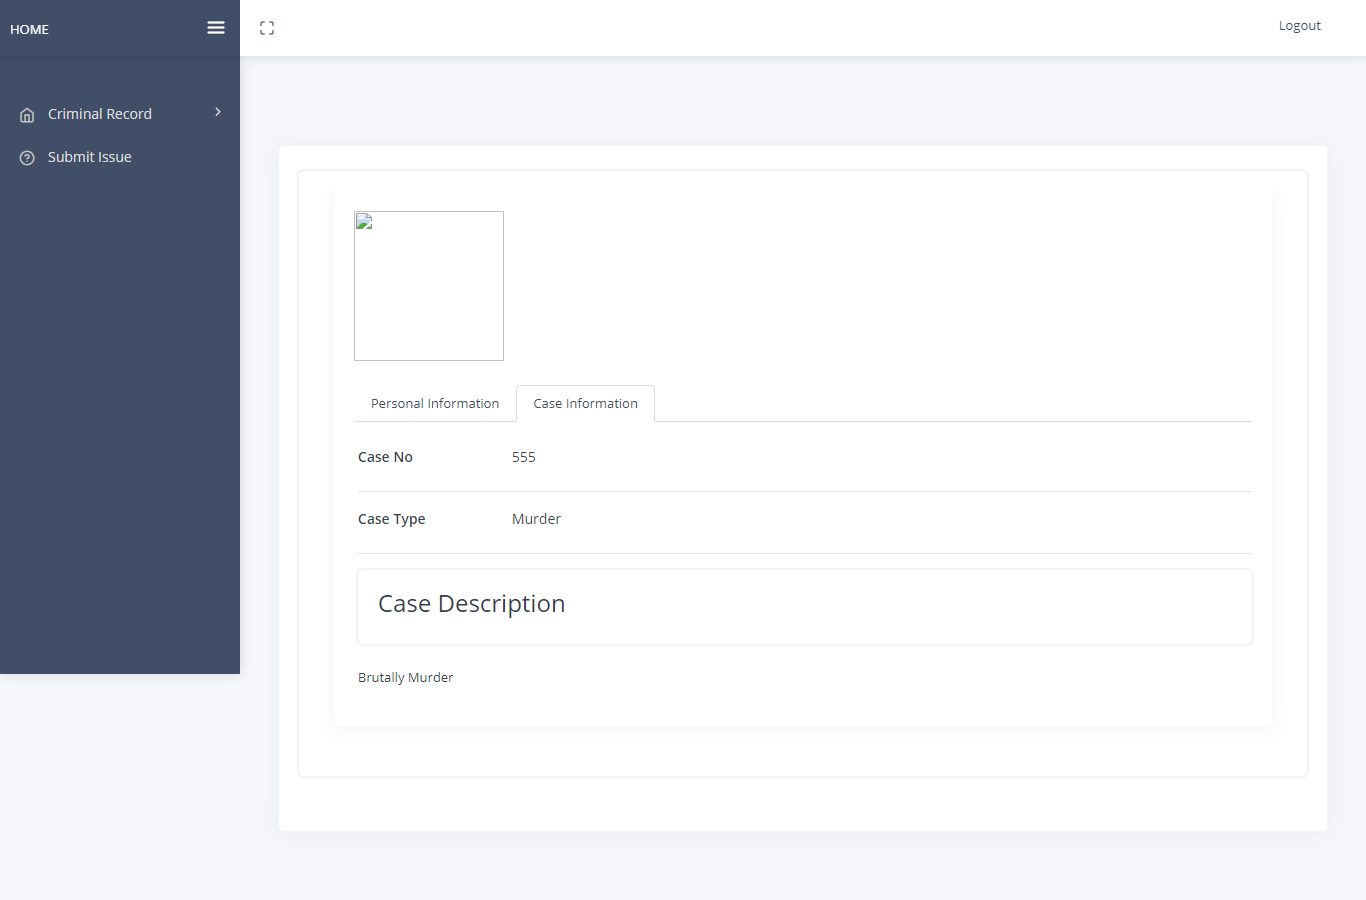 HOME
Logout
Criminal Record
Submit Issue
Personal Information
Case Information
Case No 555
Case Type Murder
Case Description
Brutally Murder